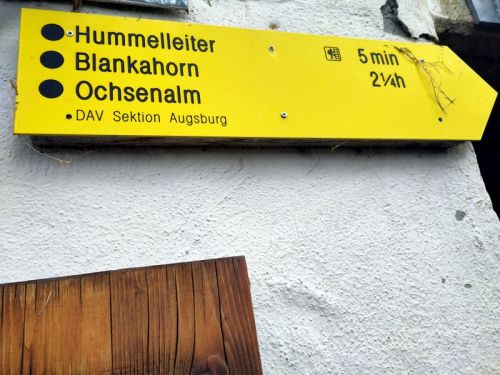 Hummelleiter 5 min
Blankahorn 2¼h
Ochsenalm
DAV Sektion Augsburg